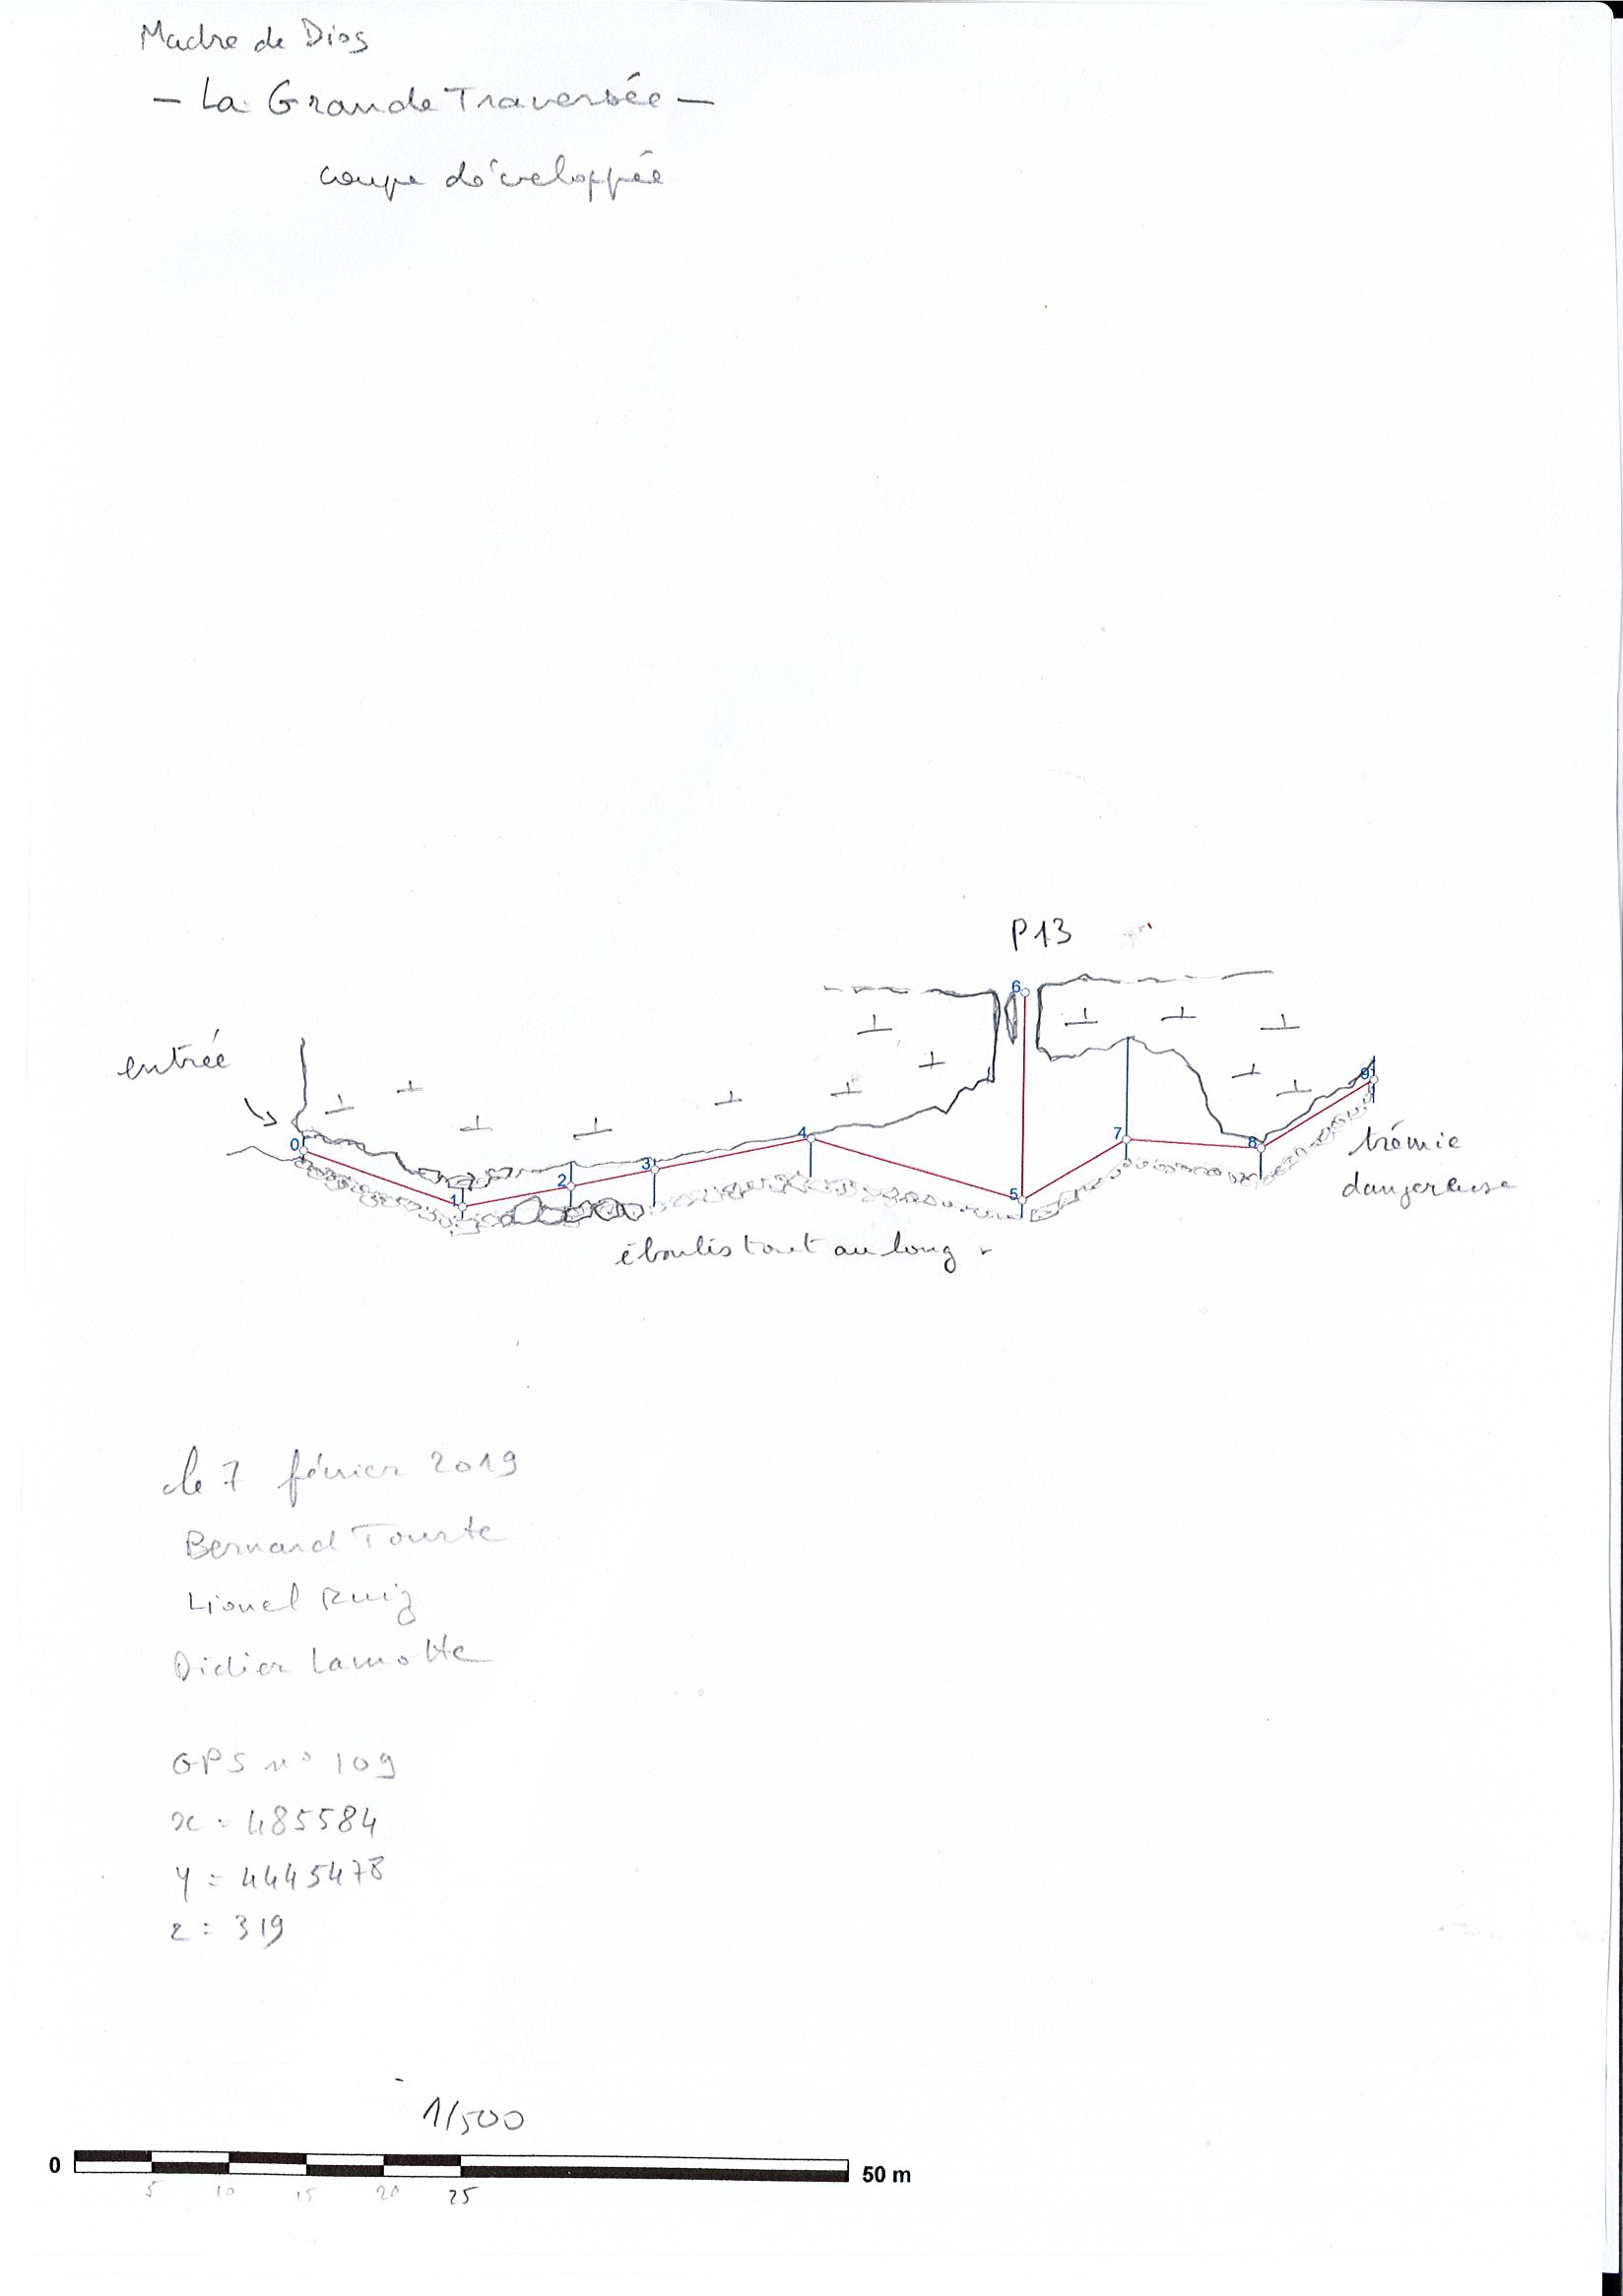 Madre de Dios
- La Grande Traversée -
coupe développée
P13
6
entrée
9
0
4
7
8
trémie
3
2
1
5
dangereuse
éboulis tout au long
le 7 février 2019
Bernard Tourte
Lionel Ruiz
Didier Lamotte
GPS n° 109
x = 485584
y = 4445478
z = 319
1/500
0
50 m
5 10 15 20 25